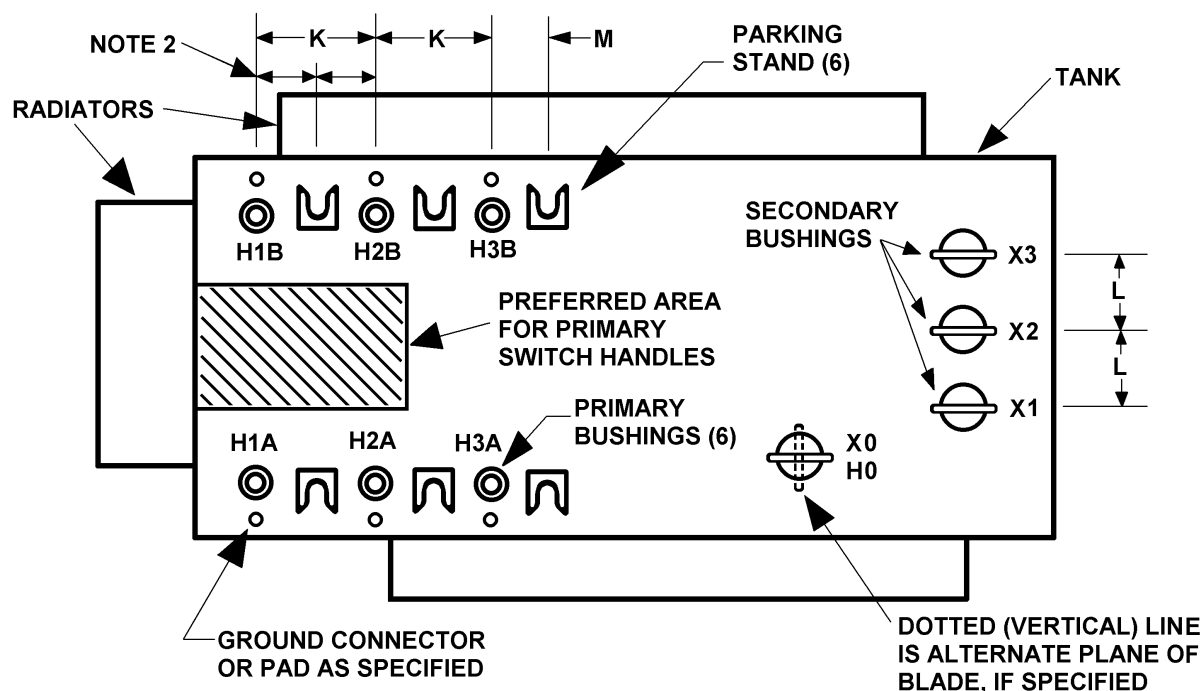 K
K
M
NOTE 2
PARKING
STAND (6)
TANK
RADIATORS
H1B
H2B
H3B
SECONDARY
BUSHINGS
X3
L
X2
L
X1
PREFERRED AREA
FOR PRIMARY
SWITCH HANDLES
PRIMARY
BUSHINGS (6)
H1A
H2A
H3A
X0
H0
GROUND CONNECTOR
OR PAD AS SPECIFIED
DOTTED (VERTICAL) LINE
IS ALTERNATE PLANE OF
BLADE, IF SPECIFIED